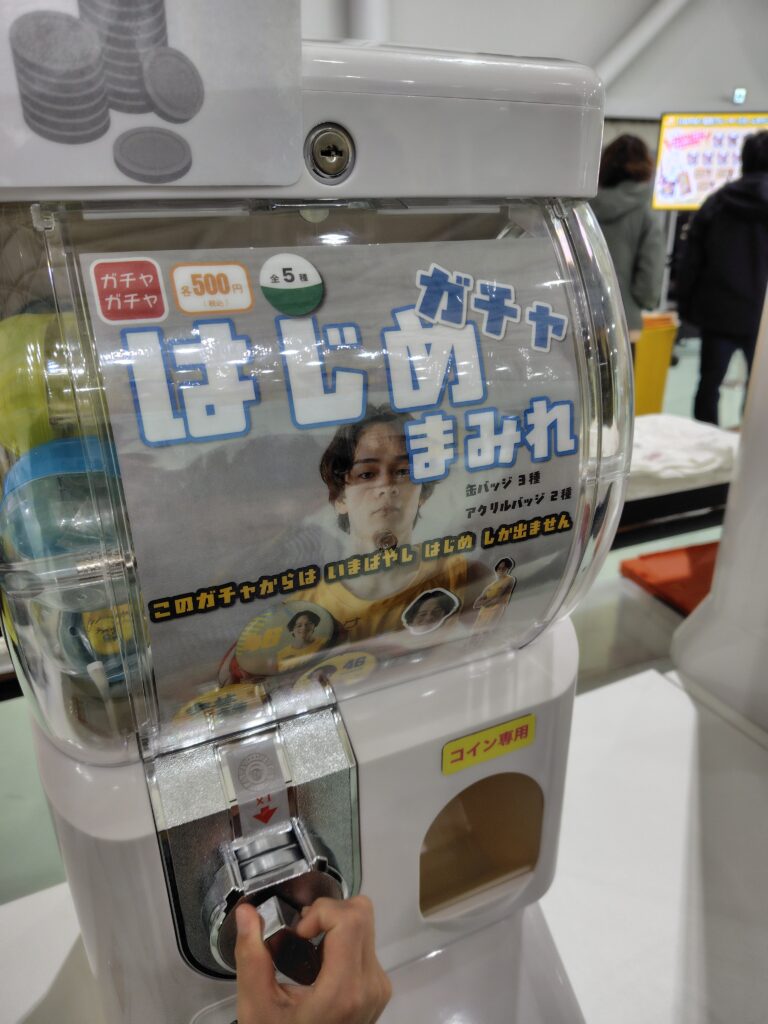 ガチャ
ガチャ
各500円
(税込)
全5種
ガチャ
はじめ
まみれ
缶バッジ 3種
アクリルバッジ 2種
このガチャからは いまばやし はじめ しか出ません
46
コイン専用
×1